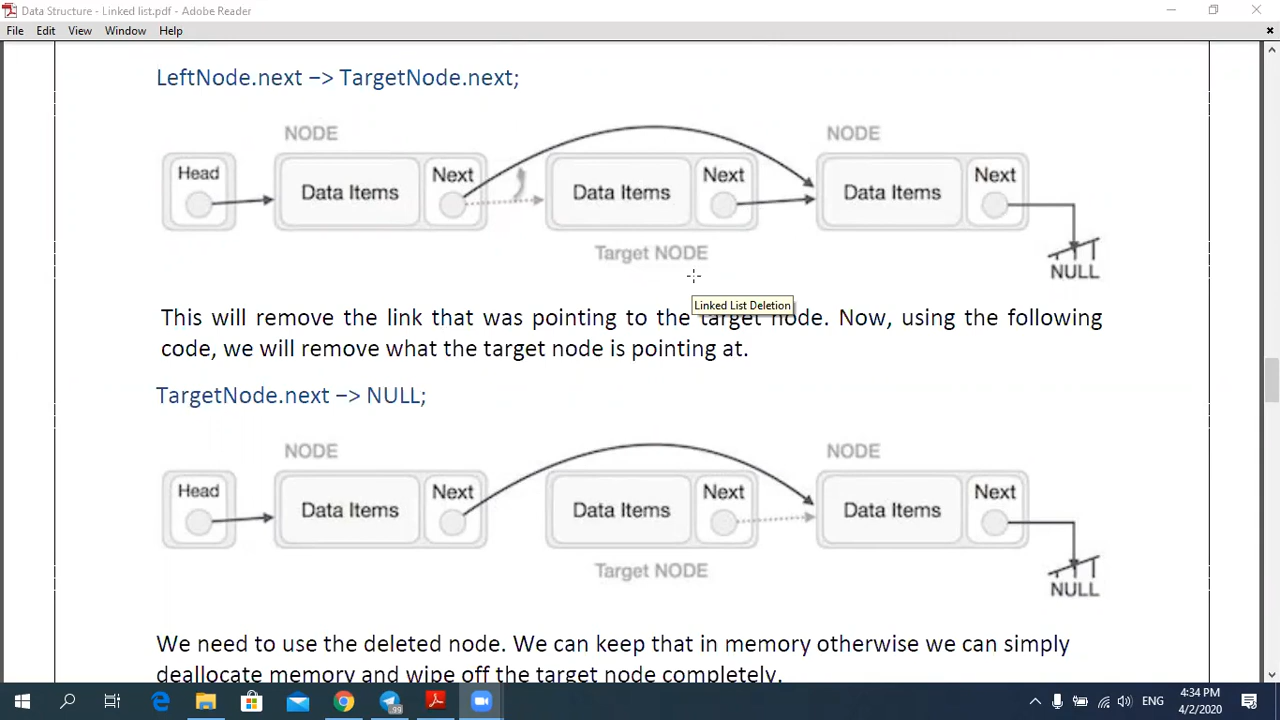 Data Structure - Linked list.pdf - Adobe Reader
File Edit View Window Help
LeftNode.next −> TargetNode.next;
NODE NODE
Head Data Items Next Data Items Next Data Items Next
Target NODE
NULL
Linked List Deletion
This will remove the link that was pointing to the target node. Now, using the following
code, we will remove what the target node is pointing at.
TargetNode.next −> NULL;
NODE NODE
Head Data Items Next Data Items Next Data Items Next
Target NODE
NULL
We need to use the deleted node. We can keep that in memory otherwise we can simply
deallocate memory and wipe off the target node completely.
99
ENG
4:34 PM
4/2/2020